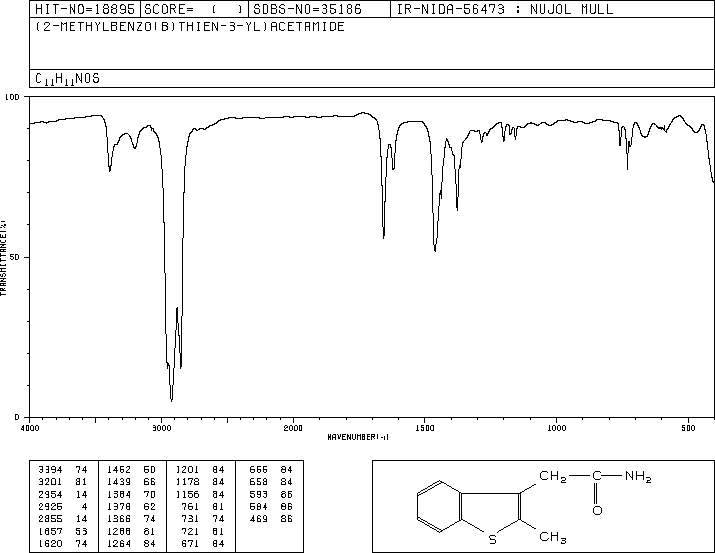 HIT-NO=18895 SCORE= ( ) SDBS-NO=35186 IR-NIDA-56473 : NUJOL MULL
(2-METHYLBENZO(B)THIEN-3-YL)ACETAMIDE
C11H11NOS
100
50
0
TRANSMITTANCE(%)
4000 3000 2000 1500 1000 500
WAVENUMBER(-1)
3394 74 1462 50 1201 84 666 84
3201 81 1439 66 1178 84 658 84
2954 14 1384 70 1156 84 593 86
2925 4 1378 62 761 81 584 86
2855 14 1366 74 731 74 469 86
1657 53 1288 81 721 81
1620 74 1264 84 671 84
CH2 C NH2
O
S CH3